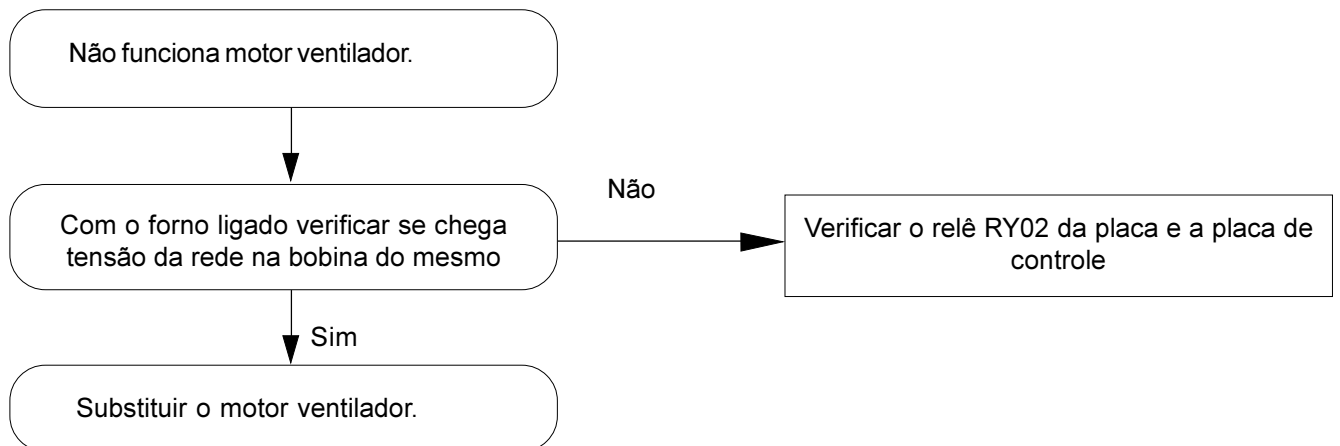 Não funciona motor ventilador.
Não
Com o forno ligado verificar se chega
tensão da rede na bobina do mesmo
Verificar o relê RY02 da placa e a placa de
controle
Sim
Substituir o motor ventilador.